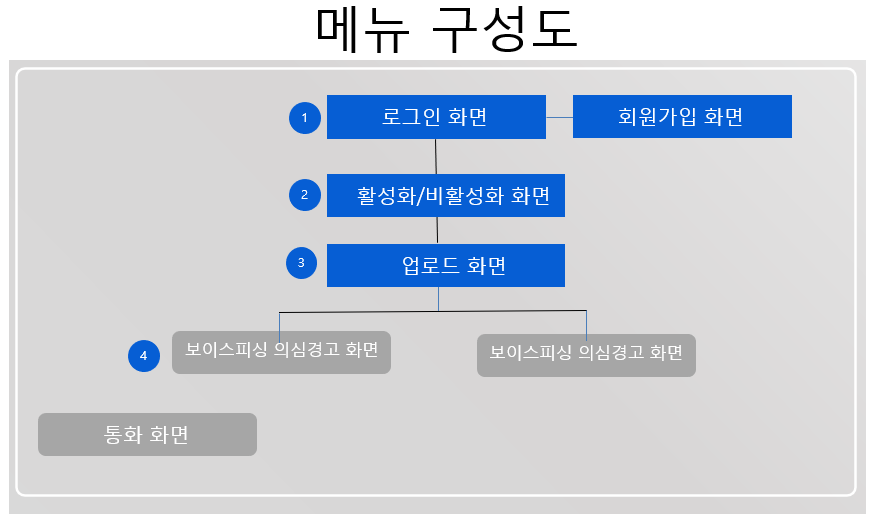 메뉴 구성도
1
로그인 화면
회원가입 화면
2
활성화/비활성화 화면
3
업로드 화면
4
보이스피싱 의심경고 화면
보이스피싱 의심경고 화면
통화 화면